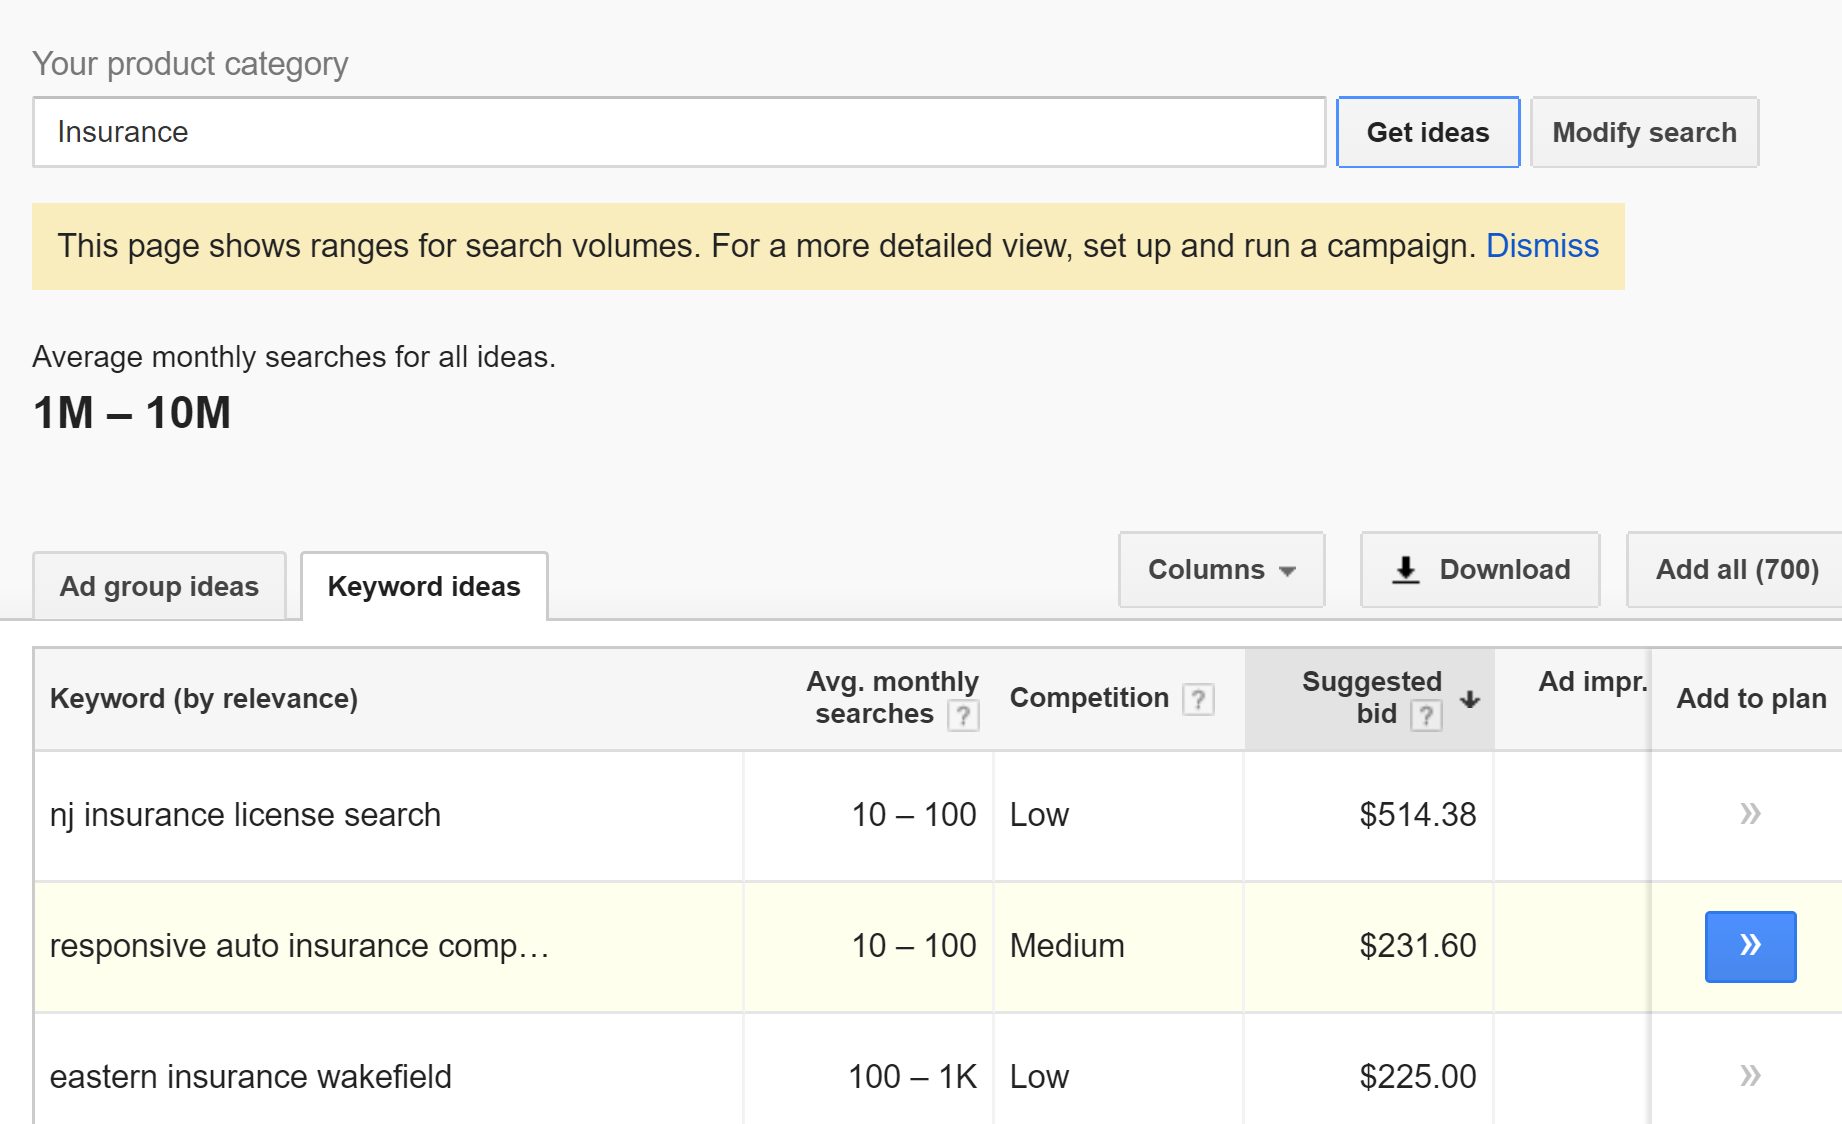 Your product category
Insurance
Get ideas
Modify search
This page shows ranges for search volumes. For a more detailed view, set up and run a campaign. Dismiss
Average monthly searches for all ideas.
1M – 10M
Ad group ideas
Keyword ideas
Columns
Download
Add all (700)
Keyword (by relevance)
Avg. monthly
searches ?
Competition ?
Suggested
bid ?
Ad impr.
Add to plan
nj insurance license search
10 – 100
Low
$514.38
»
responsive auto insurance comp…
10 – 100
Medium
$231.60
»
eastern insurance wakefield
100 – 1K
Low
$225.00
»